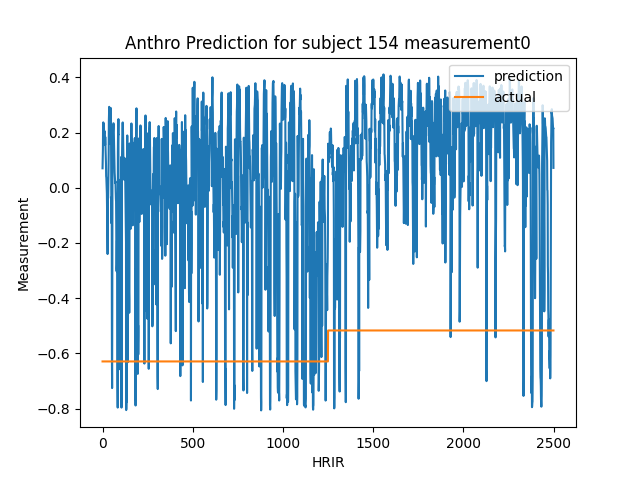 Anthro Prediction for subject 154 measurement0
prediction
actual
0.4
0.2
0.0
−0.2
−0.4
−0.6
−0.8
Measurement
0
500
1000
1500
2000
2500
HRIR